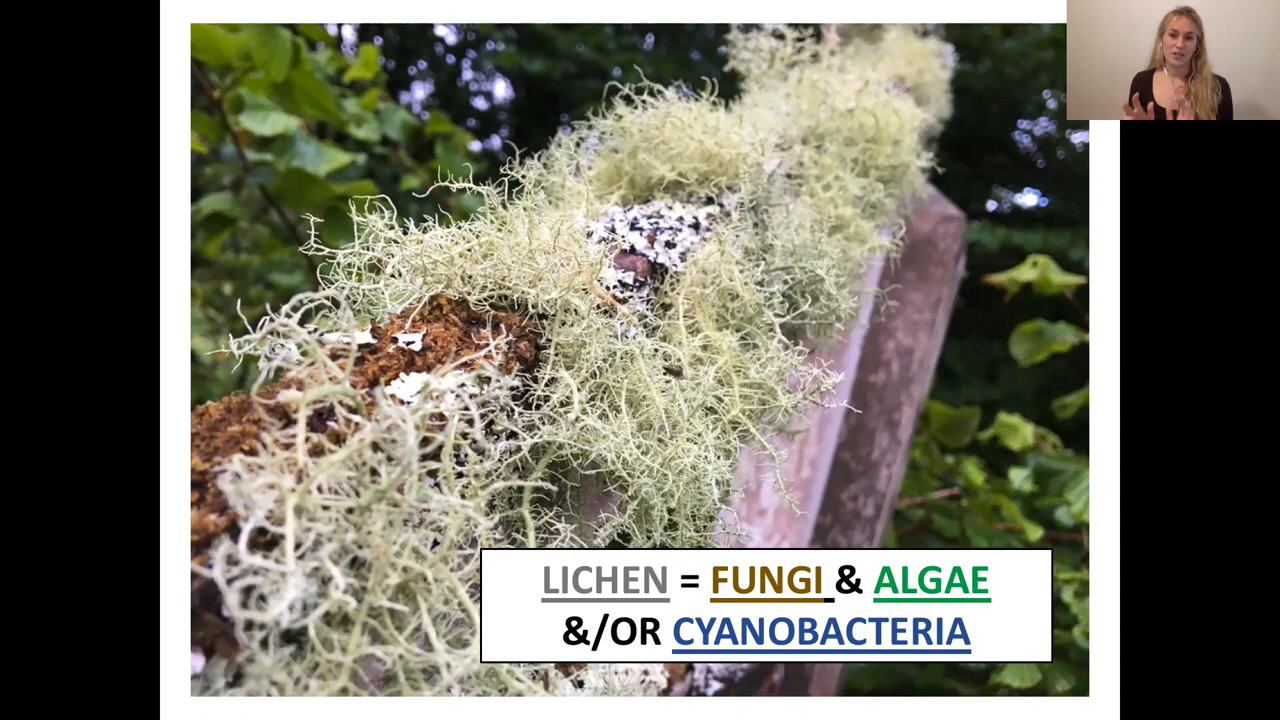 LICHEN = FUNGI & ALGAE
&/OR CYANOBACTERIA